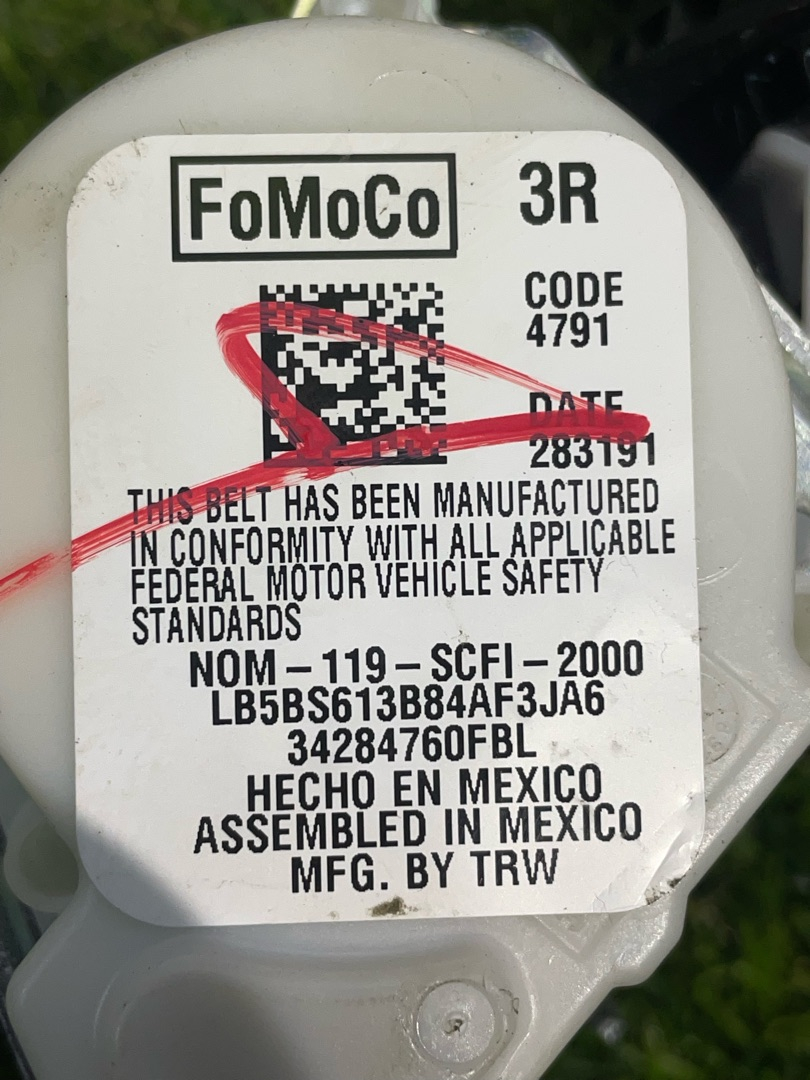 FoMoCo 3R
CODE
4791
DATE
283191
THIS BELT HAS BEEN MANUFACTURED
IN CONFORMITY WITH ALL APPLICABLE
FEDERAL MOTOR VEHICLE SAFETY
STANDARDS
NOM-119-SCFI-2000
LB5BS613B84AF3JA6
34284760FBL
HECHO EN MEXICO
ASSEMBLED IN MEXICO
MFG. BY TRW